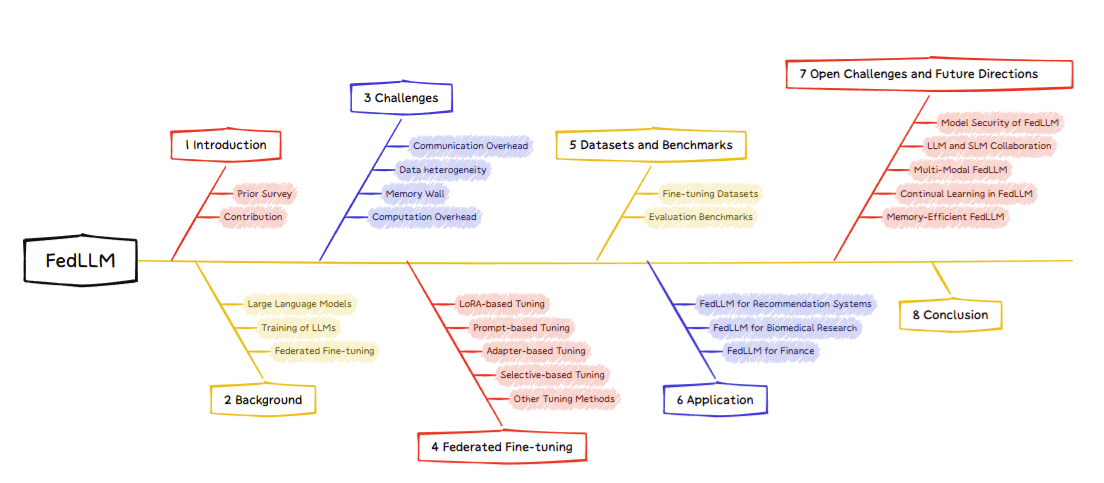 FedLLM
1 Introduction
Prior Survey
Contribution
2 Background
Large Language Models
Training of LLMs
Federated Fine-tuning
3 Challenges
Communication Overhead
Data heterogeneity
Memory Wall
Computation Overhead
4 Federated Fine-tuning
LoRA-based Tuning
Prompt-based Tuning
Adapter-based Tuning
Selective-based Tuning
Other Tuning Methods
5 Datasets and Benchmarks
Fine-tuning Datasets
Evaluation Benchmarks
6 Application
FedLLM for Recommendation Systems
FedLLM for Biomedical Research
FedLLM for Finance
7 Open Challenges and Future Directions
Model Security of FedLLM
LLM and SLM Collaboration
Multi-Modal FedLLM
Continual Learning in FedLLM
Memory-Efficient FedLLM
8 Conclusion